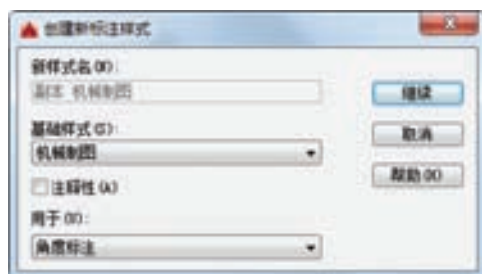 创建新标注样式
新样式名(N):
副本 机械制图
继续
基础样式(S):
机械制图
取消
注释性(A)
帮助(H)
用于(U):
角度标注